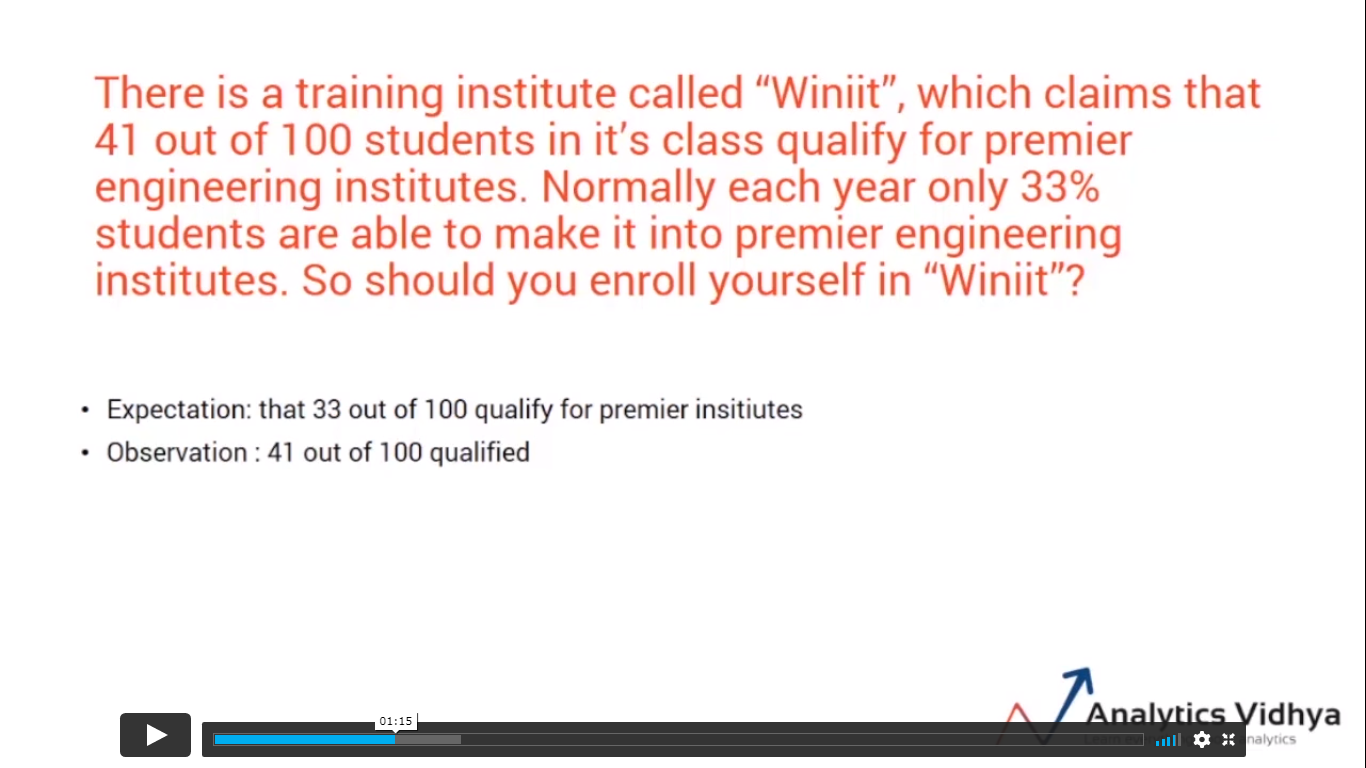 There is a training institute called “Winiit”, which claims that
41 out of 100 students in it’s class qualify for premier
engineering institutes. Normally each year only 33%
students are able to make it into premier engineering
institutes. So should you enroll yourself in “Winiit”?
• Expectation: that 33 out of 100 qualify for premier insitiutes
• Observation : 41 out of 100 qualified
Analytics Vidhya
analytics
01:15